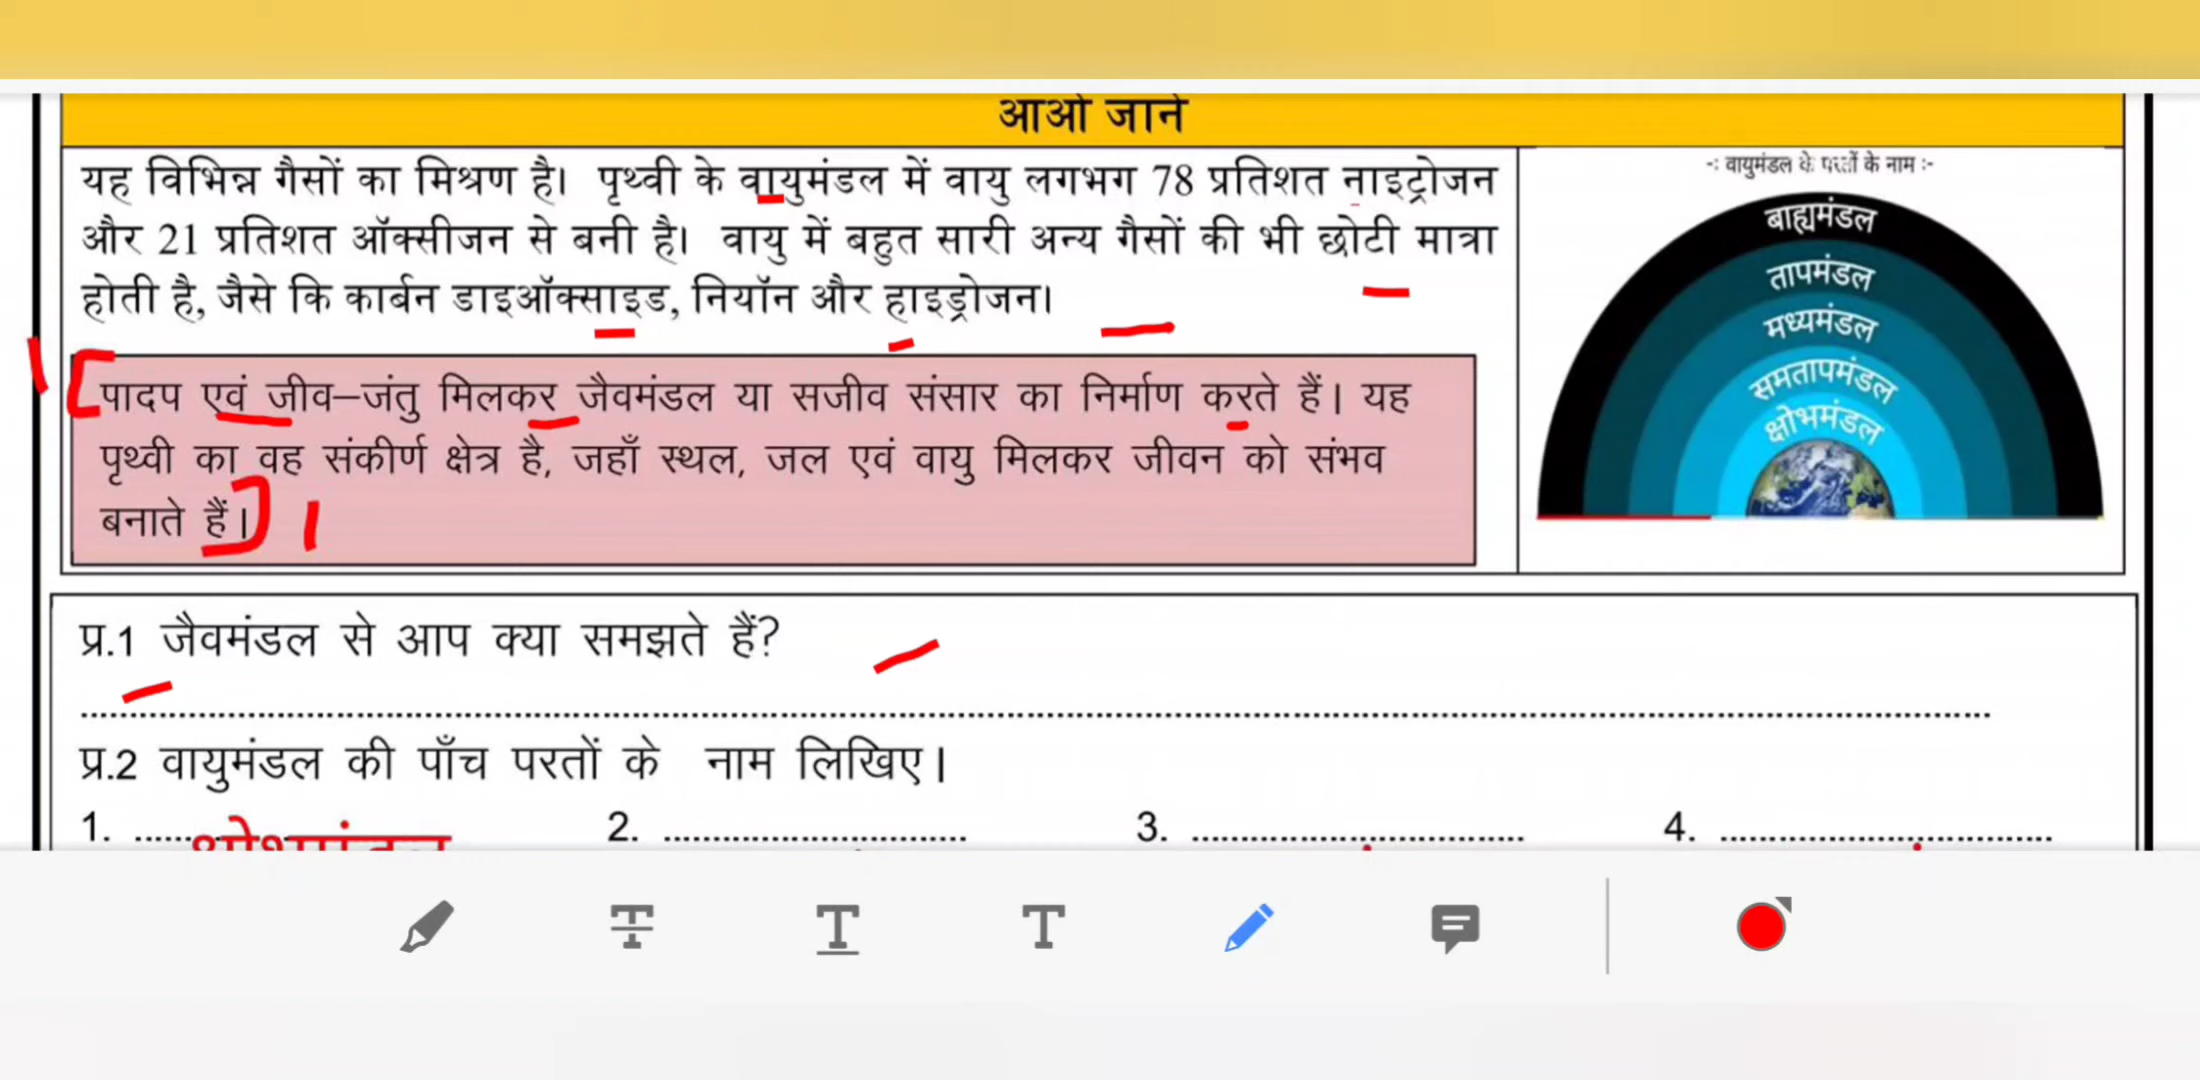 आओ जाने
यह विभिन्न गैसों का मिश्रण है। पृथ्वी के वायुमंडल में वायु लगभग 78 प्रतिशत नाइट्रोजन
और 21 प्रतिशत ऑक्सीजन से बनी है। वायु में बहुत सारी अन्य गैसों की भी छोटी मात्रा
होती है, जैसे कि कार्बन डाइऑक्साइड, नियॉन और हाइड्रोजन।
पादप एवं जीव–जंतु मिलकर जैवमंडल या सजीव संसार का निर्माण करते हैं। यह
पृथ्वी का वह संकीर्ण क्षेत्र है, जहाँ स्थल, जल एवं वायु मिलकर जीवन को संभव
बनाते हैं।
-: वायुमंडल के परतों के नाम :-
बाह्यमंडल
तापमंडल
मध्यमंडल
समतापमंडल
क्षोभमंडल
प्र.1 जैवमंडल से आप क्या समझते हैं?
प्र.2 वायुमंडल की पाँच परतों के नाम लिखिए।
1. 2. 3. 4.